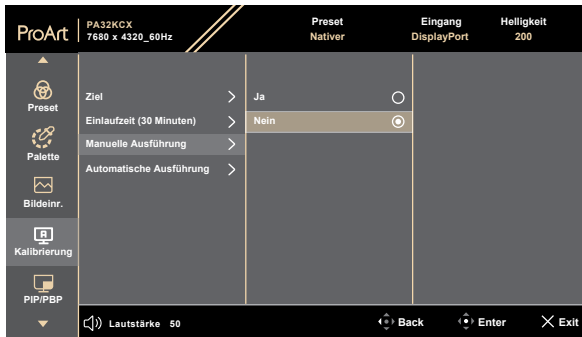 ProArt
PA32KCX
7680 x 4320_60Hz
Preset
Nativer
Eingang
DisplayPort
Helligkeit
200
Preset
Palette
Bildeinr.
Kalibrierung
PIP/PBP
Ziel
Einlaufzeit (30 Minuten)
Manuelle Ausführung
Automatische Ausführung
Ja
Nein
Lautstärke 50
Back
Enter
Exit